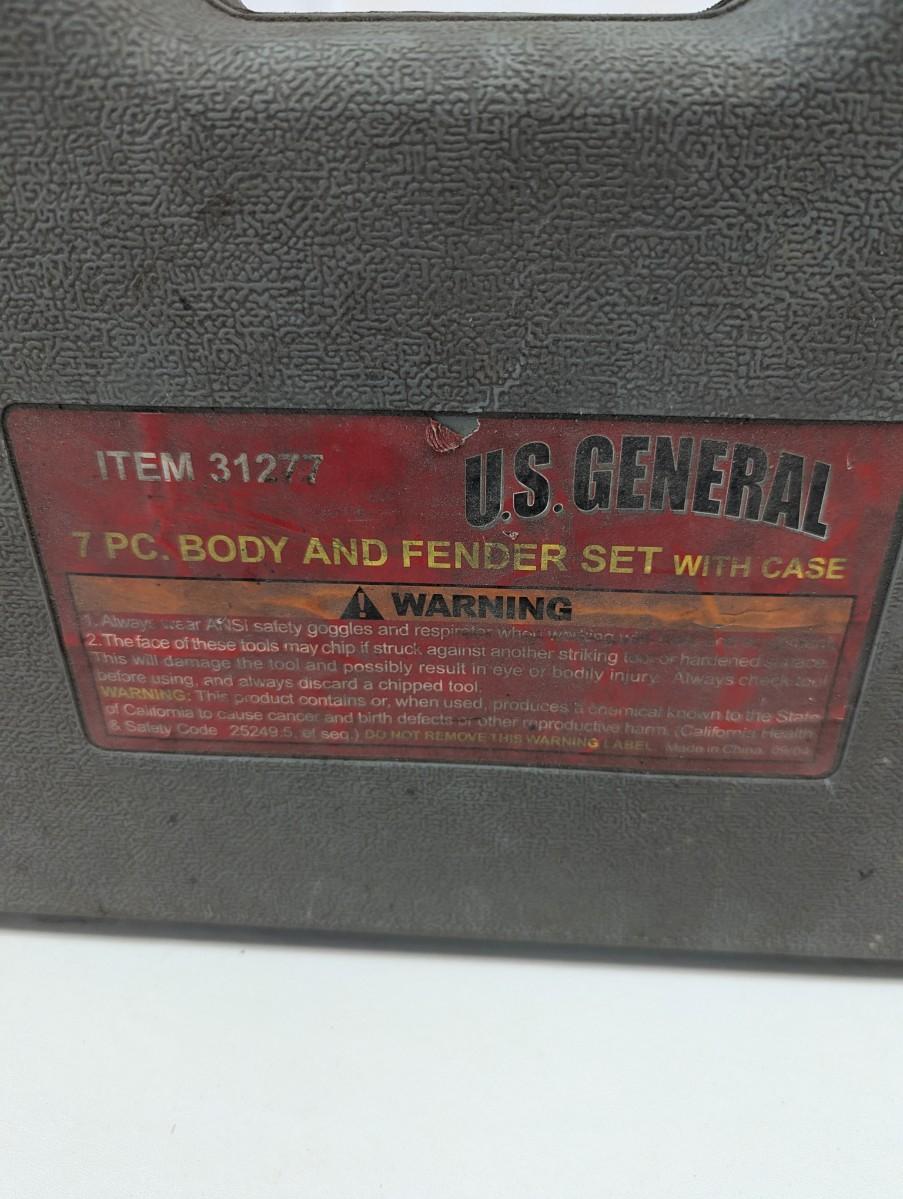 ITEM 31277
U.S. GENERAL
7 PC. BODY AND FENDER SET WITH CASE
WARNING
1. Always wear ANSI safety goggles and respirator when working with
2. The face of these tools may chip if struck against another striking tool or hardened surface.
This will damage the tool and possibly result in eye or bodily injury. Always check tool
before using, and always discard a chipped tool.
WARNING: This product contains or, when used, produces a chemical known to the State
of California to cause cancer and birth defects or other reproductive harm. (California Health
& Safety Code 25249.5, et seq.) DO NOT REMOVE THIS WARNING LABEL. Made in China. 09/04